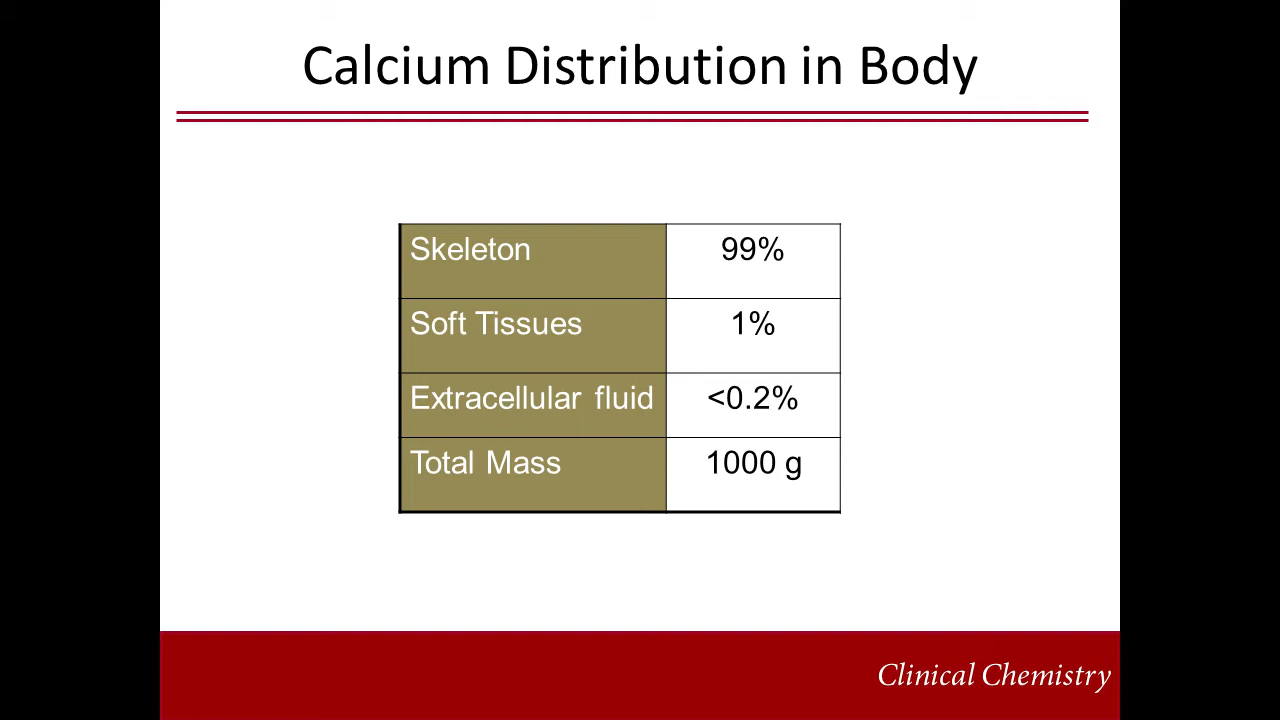 Calcium Distribution in Body
Skeleton 99%
Soft Tissues 1%
Extracellular fluid <0.2%
Total Mass 1000 g
Clinical Chemistry